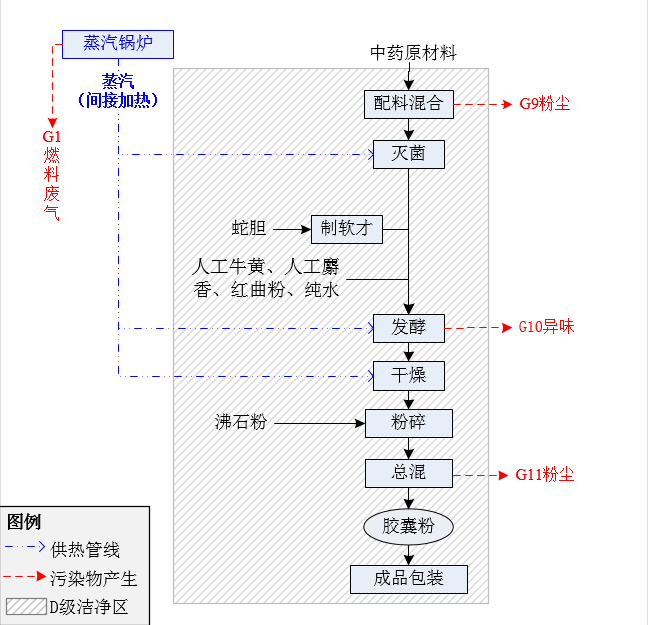 蒸汽锅炉
中药原材料
蒸汽
（间接加热）
配料混合
G9粉尘
G1
燃
料
废
气
灭菌
蛇胆
制软才
人工牛黄、人工麝
香、红曲粉、纯水
发酵
G10异味
干燥
沸石粉
粉碎
总混
G11粉尘
胶囊粉
成品包装
图例
供热管线
污染物产生
D级洁净区